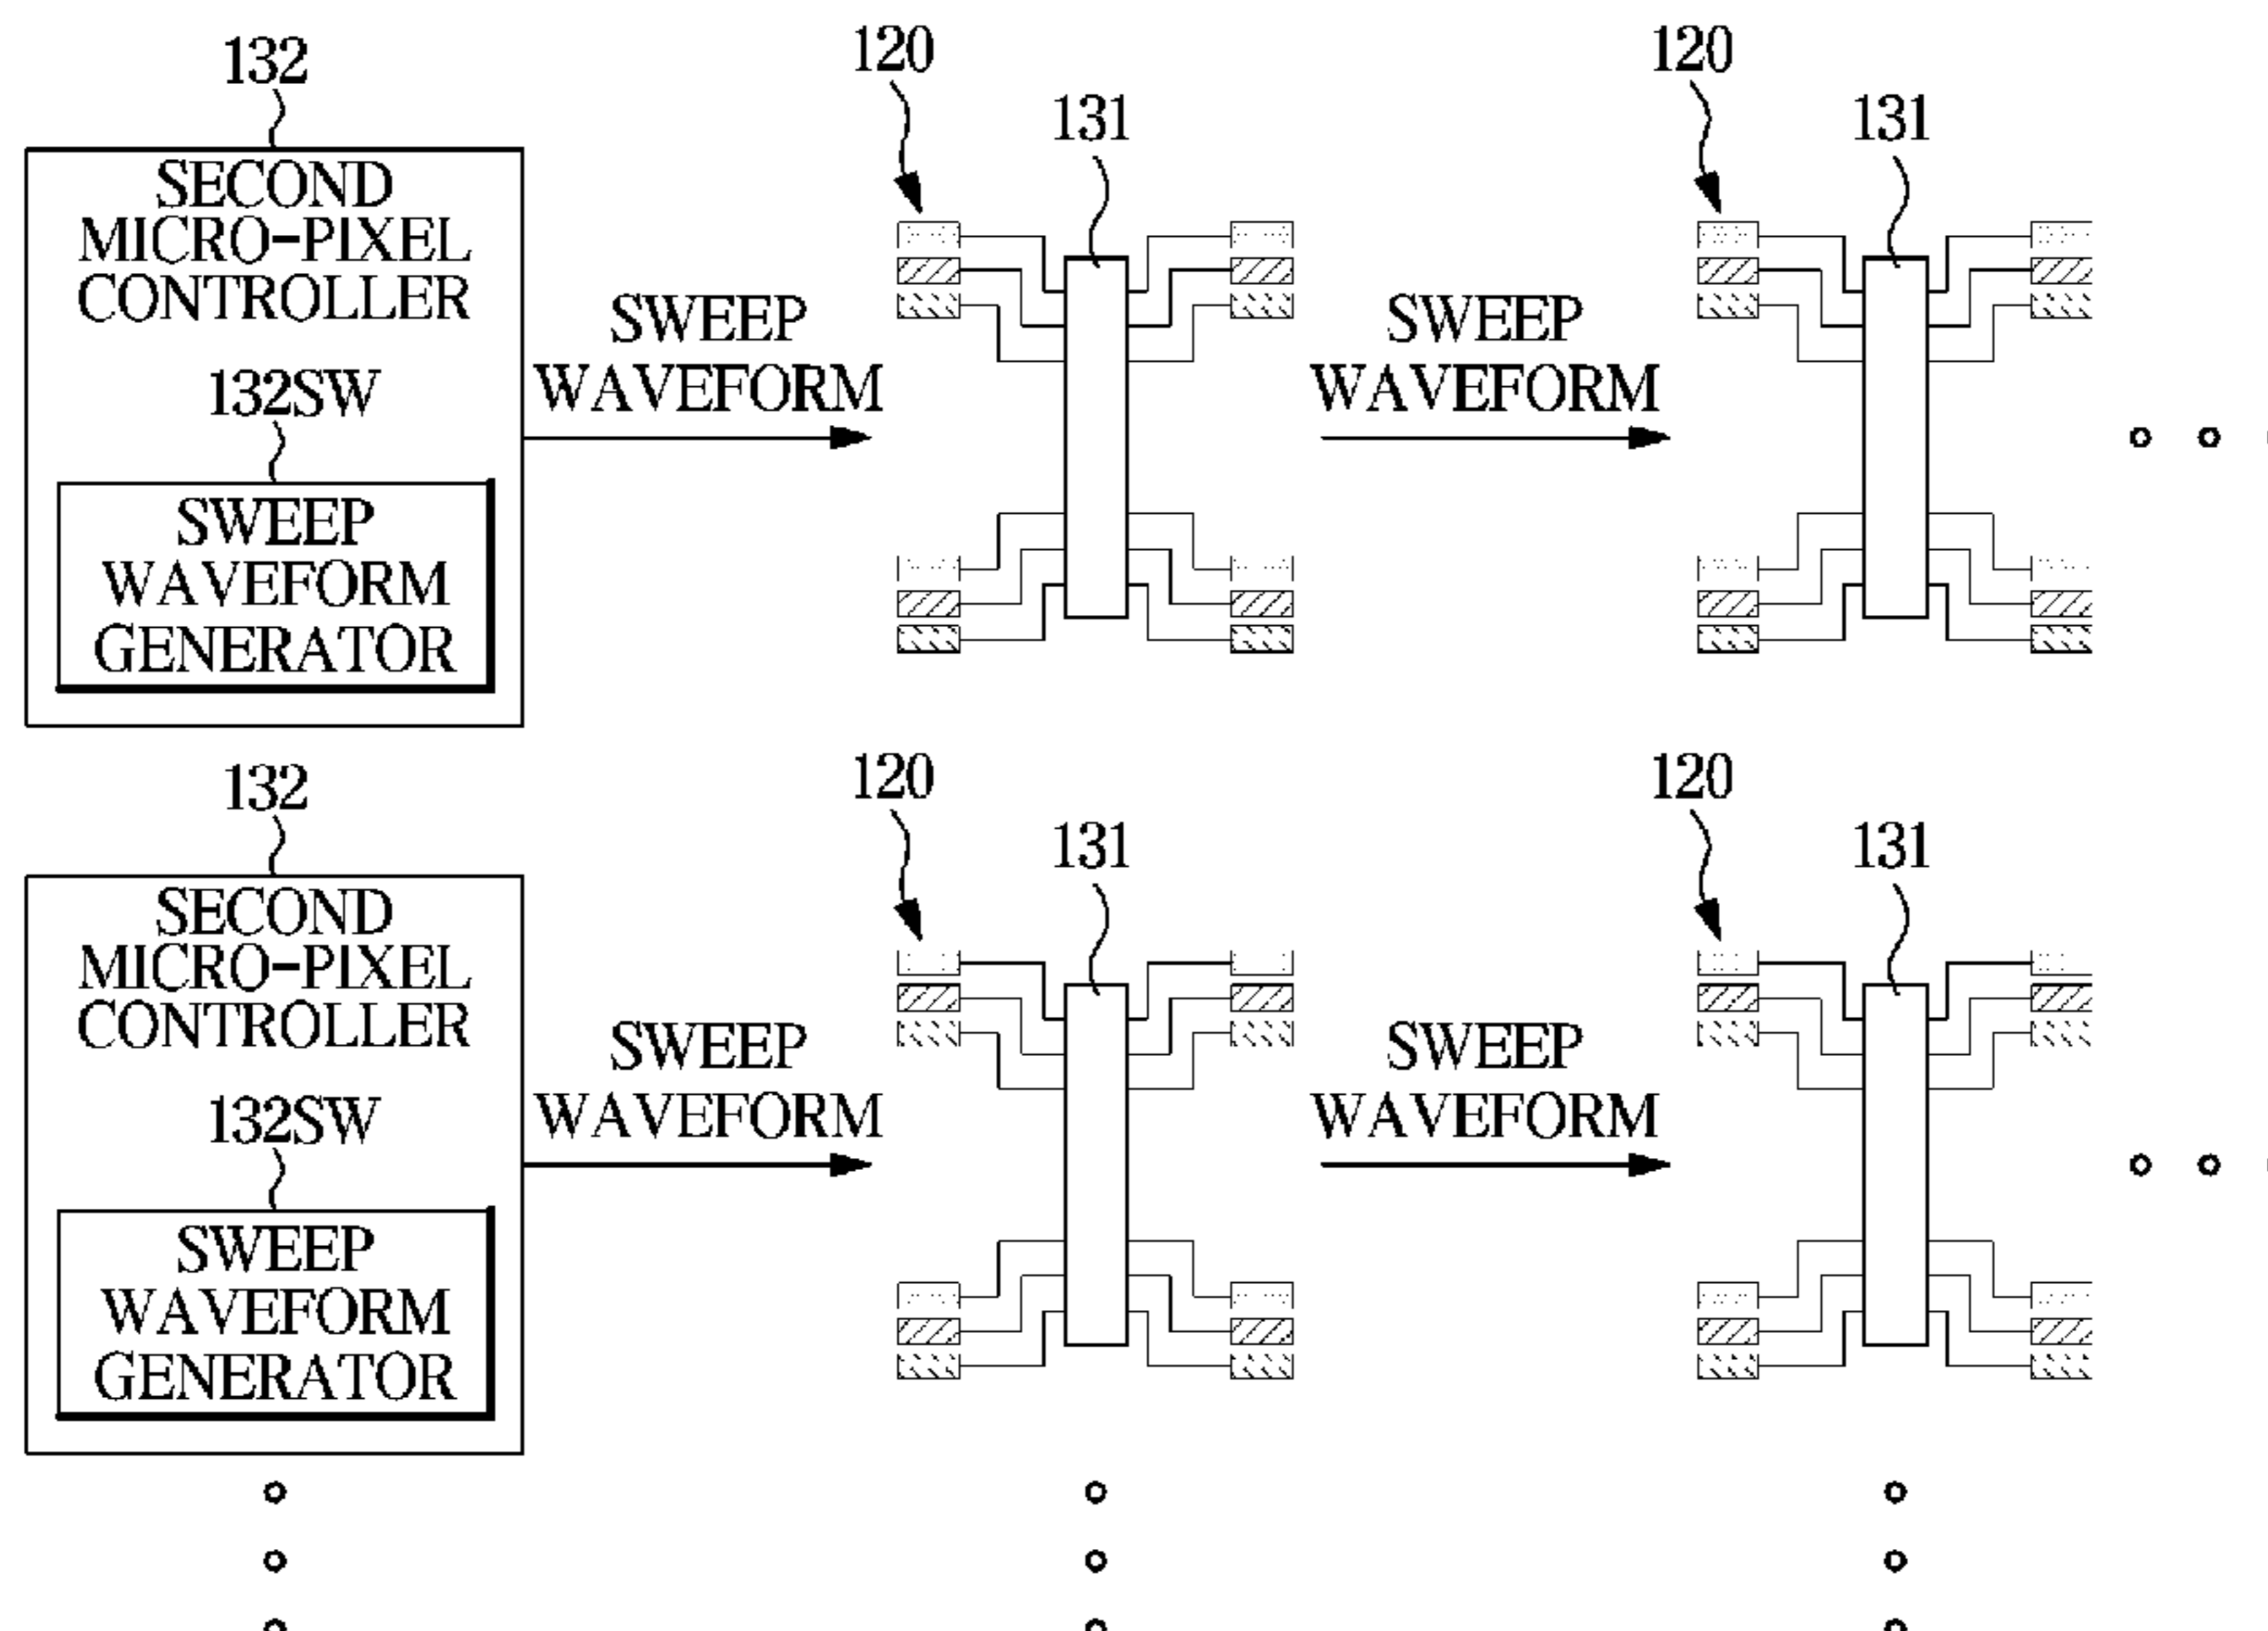 132
120
120
131
131
SECOND
MICRO-PIXEL
CONTROLLER
SWEEP
WAVEFORM
SWEEP
WAVEFORM
132SW
SWEEP
WAVEFORM
GENERATOR
132
120
120
131
131
SECOND
MICRO-PIXEL
CONTROLLER
SWEEP
WAVEFORM
SWEEP
WAVEFORM
132SW
SWEEP
WAVEFORM
GENERATOR